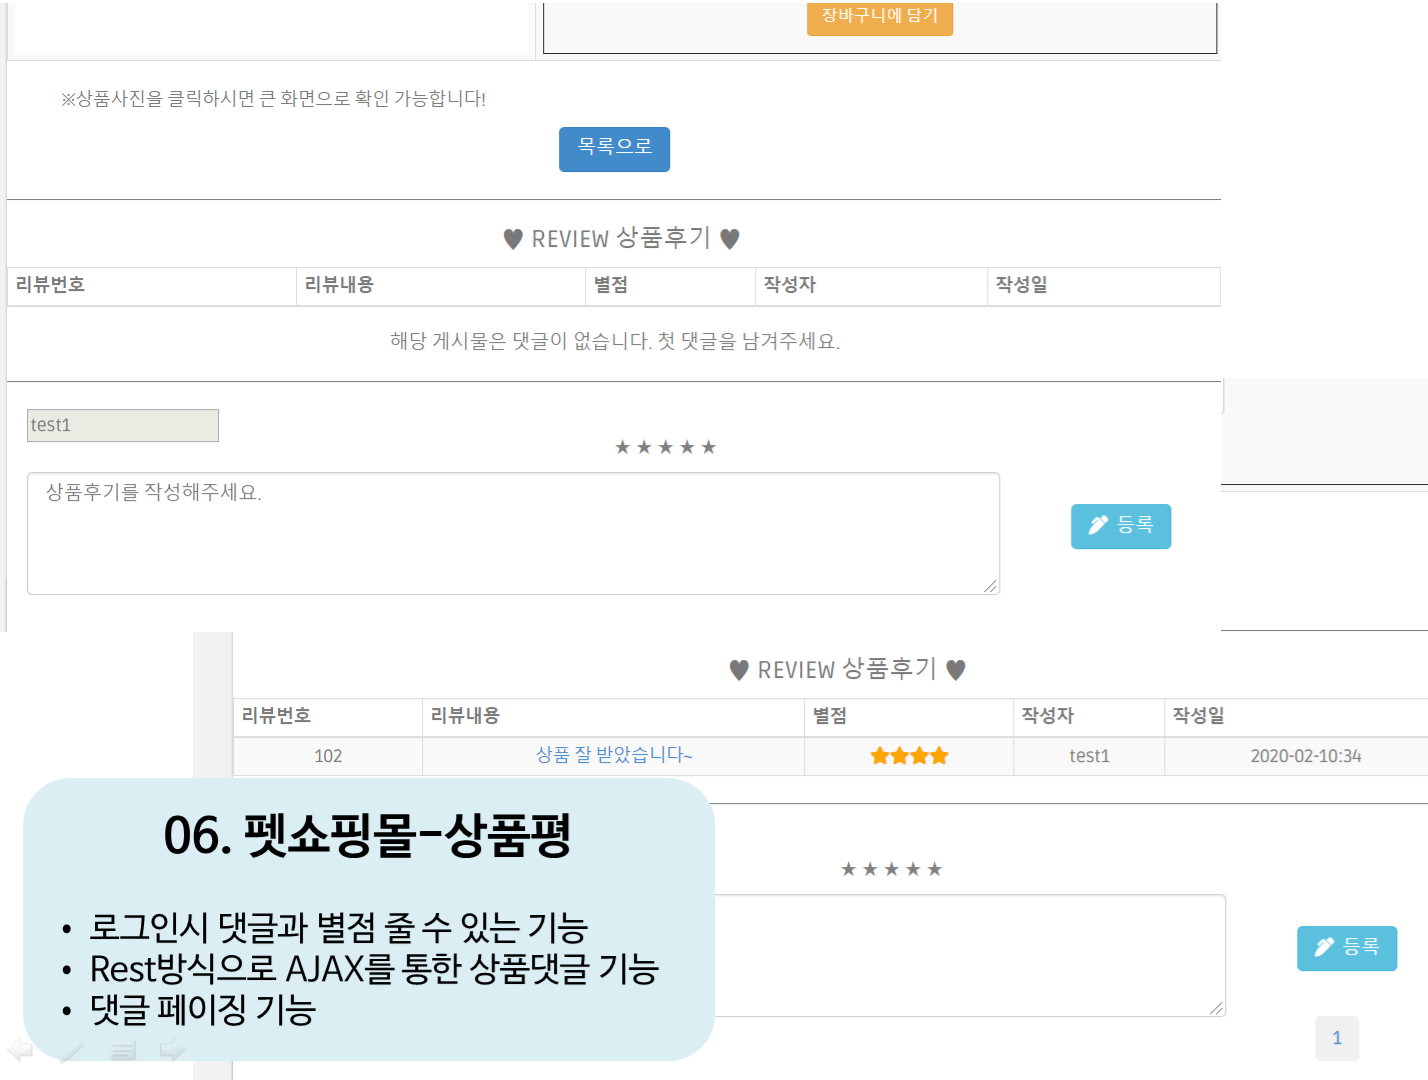 장바구니에 담기
※상품사진을 클릭하시면 큰 화면으로 확인 가능합니다!
목록으로
♥ REVIEW 상품후기 ♥
리뷰번호 리뷰내용 별점 작성자 작성일
해당 게시물은 댓글이 없습니다. 첫 댓글을 남겨주세요.
test1
★★★★★
상품후기를 작성해주세요.
등록
♥ REVIEW 상품후기 ♥
리뷰번호 리뷰내용 별점 작성자 작성일
102 상품 잘 받았습니다~ ★★★★ test1 2020-02-10:34
★★★★★
등록
1
06. 펫쇼핑몰-상품평
• 로그인시 댓글과 별점 줄 수 있는 기능
• Rest방식으로 AJAX를 통한 상품댓글 기능
• 댓글 페이징 기능